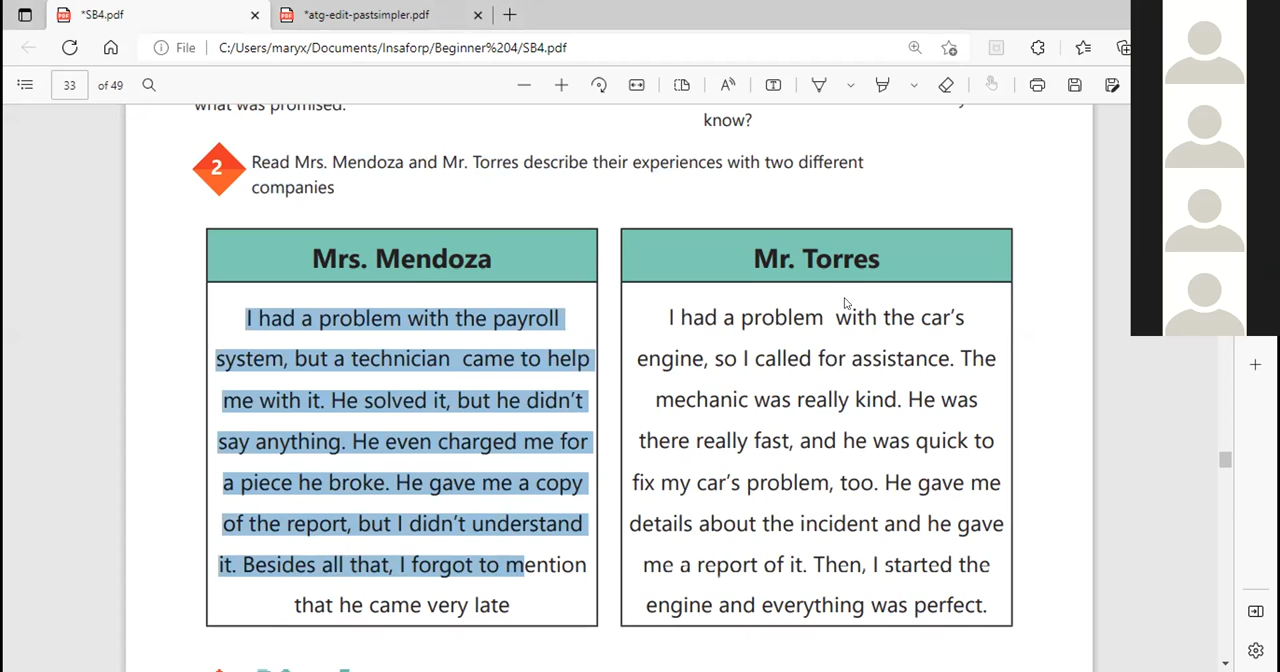 *SB4.pdf
*atg-edit-pastsimpler.pdf
File C:/Users/maryx/Documents/Insaforp/Beginner%204/SB4.pdf
33 of 49
what was promised.
know?
2 Read Mrs. Mendoza and Mr. Torres describe their experiences with two different
companies
Mrs. Mendoza
I had a problem with the payroll
system, but a technician came to help
me with it. He solved it, but he didn't
say anything. He even charged me for
a piece he broke. He gave me a copy
of the report, but I didn't understand
it. Besides all that, I forgot to mention
that he came very late
Mr. Torres
I had a problem with the car's
engine, so I called for assistance. The
mechanic was really kind. He was
there really fast, and he was quick to
fix my car's problem, too. He gave me
details about the incident and he gave
me a report of it. Then, I started the
engine and everything was perfect.